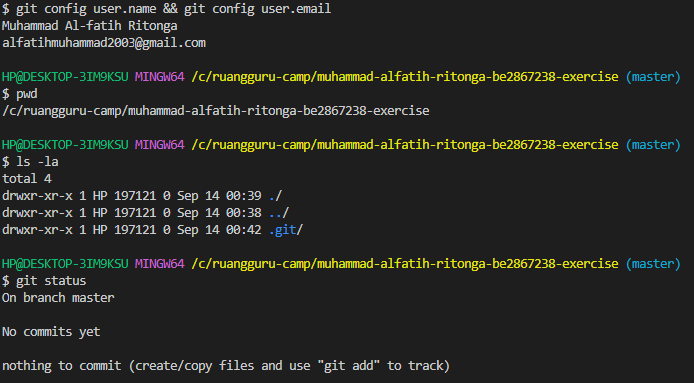 $ git config user.name && git config user.email
Muhammad Al-fatih Ritonga
alfatihmuhammad2003@gmail.com
HP@DESKTOP-3IM9KSU MINGW64 /c/ruangguru-camp/muhammad-alfatih-ritonga-be2867238-exercise (master)
$ pwd
/c/ruangguru-camp/muhammad-alfatih-ritonga-be2867238-exercise
HP@DESKTOP-3IM9KSU MINGW64 /c/ruangguru-camp/muhammad-alfatih-ritonga-be2867238-exercise (master)
$ ls -la
total 4
drwxr-xr-x 1 HP 197121 0 Sep 14 00:39 ./
drwxr-xr-x 1 HP 197121 0 Sep 14 00:38 ../
drwxr-xr-x 1 HP 197121 0 Sep 14 00:42 .git/
HP@DESKTOP-3IM9KSU MINGW64 /c/ruangguru-camp/muhammad-alfatih-ritonga-be2867238-exercise (master)
$ git status
On branch master
No commits yet
nothing to commit (create/copy files and use "git add" to track)